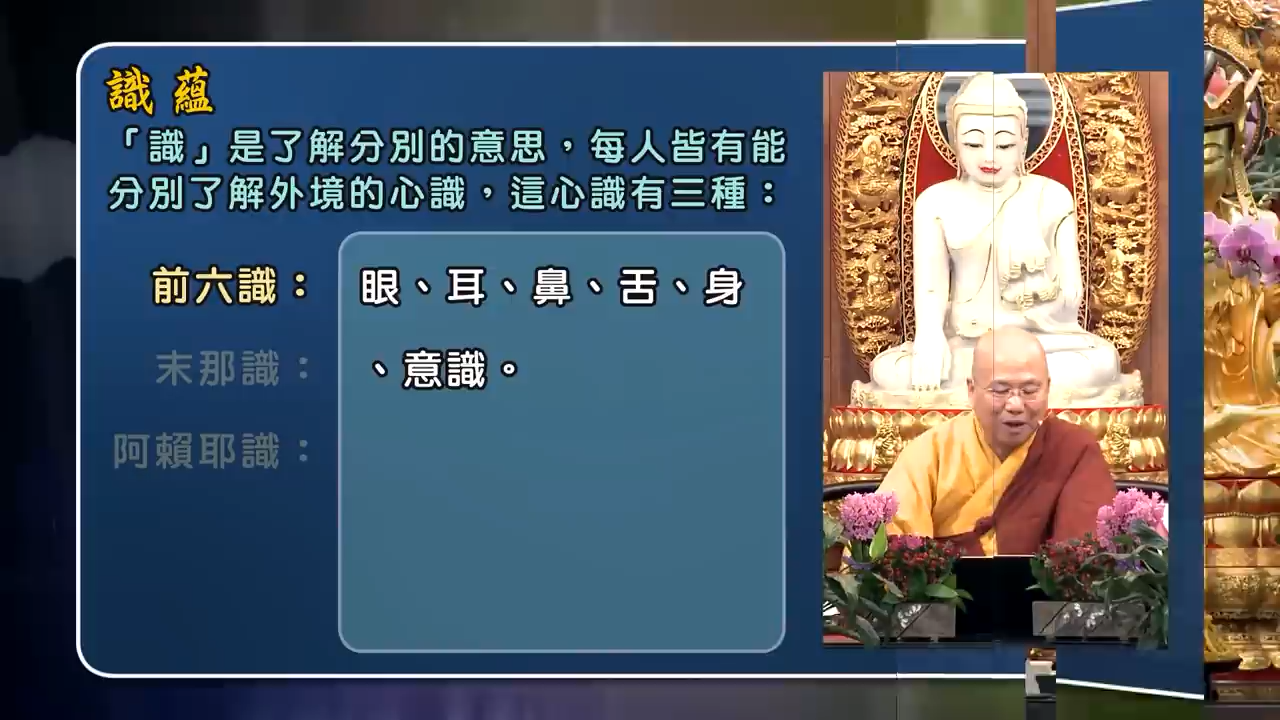 識 蘊
「識」是了解分別的意思，每人皆有能
分別了解外境的心識，這心識有三種：
前六識： 眼、耳、鼻、舌、身
末那識： 、意識。
阿賴耶識：